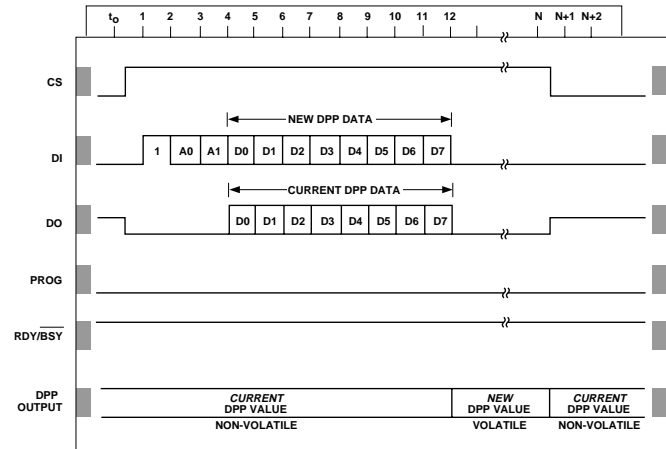 to 1 2 3 4 5 6 7 8 9 10 11 12 N N+1 N+2
CS
NEW DPP DATA
DI 1 A0 A1 D0 D1 D2 D3 D4 D5 D6 D7
CURRENT DPP DATA
DO D0 D1 D2 D3 D4 D5 D6 D7
PROG
RDY/BSY
DPP
OUTPUT
CURRENT
DPP VALUE
NON-VOLATILE
NEW
DPP VALUE
VOLATILE
CURRENT
DPP VALUE
NON-VOLATILE